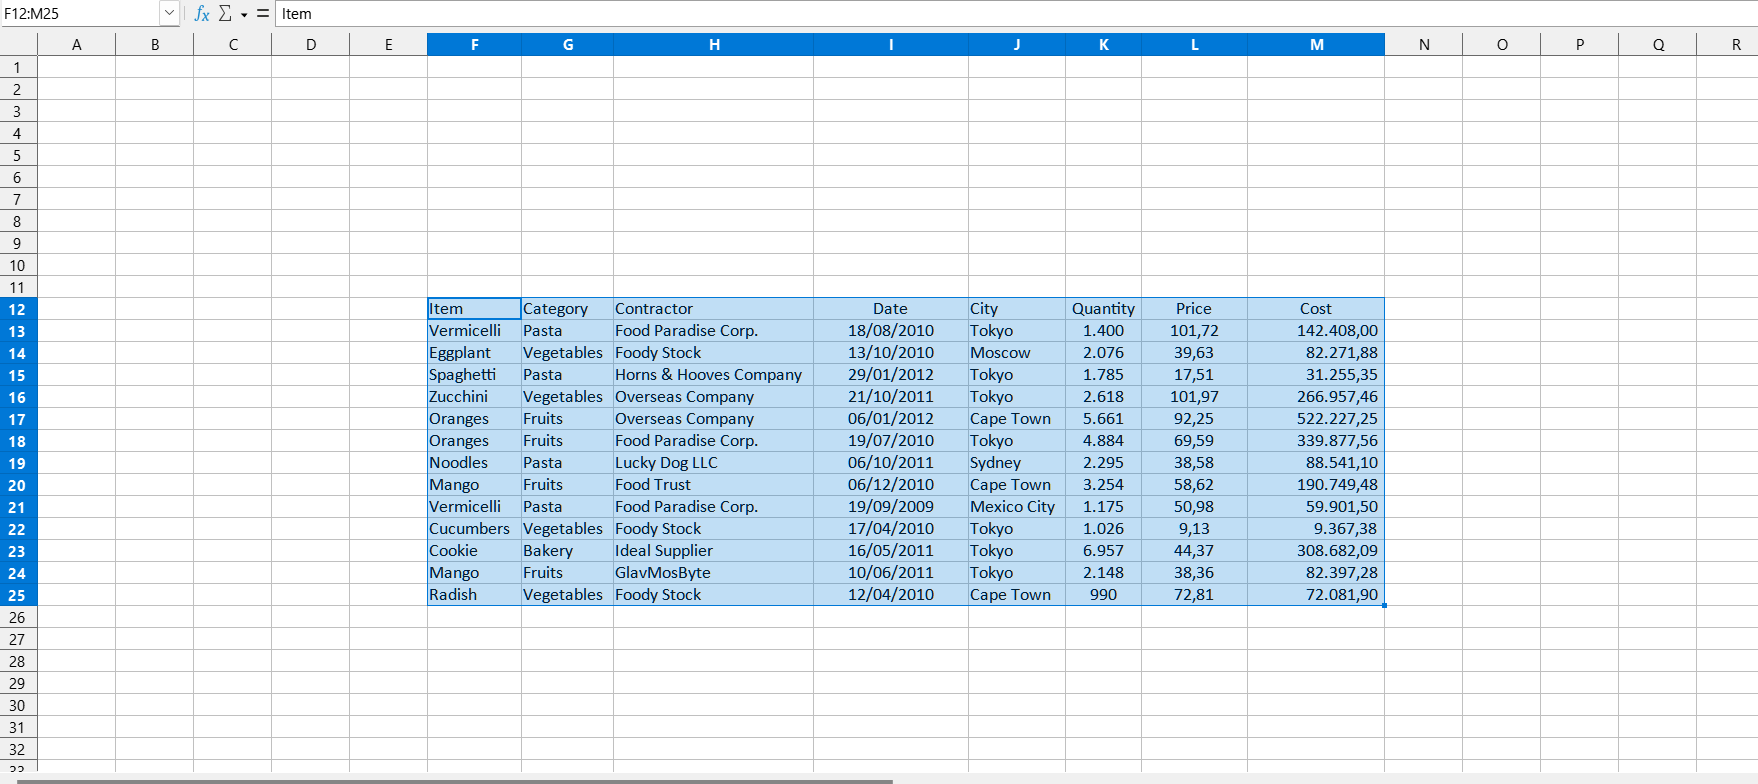 F12:M25 fx Σ = Item
A B C D E F G H I J K L M N O P Q R
1
2
3
4
5
6
7
8
9
10
11
12 Item Category Contractor Date City Quantity Price Cost
13 Vermicelli Pasta Food Paradise Corp. 18/08/2010 Tokyo 1.400 101,72 142.408,00
14 Eggplant Vegetables Foody Stock 13/10/2010 Moscow 2.076 39,63 82.271,88
15 Spaghetti Pasta Horns & Hooves Company 29/01/2012 Tokyo 1.785 17,51 31.255,35
16 Zucchini Vegetables Overseas Company 21/10/2011 Tokyo 2.618 101,97 266.957,46
17 Oranges Fruits Overseas Company 06/01/2012 Cape Town 5.661 92,25 522.227,25
18 Oranges Fruits Food Paradise Corp. 19/07/2010 Tokyo 4.884 69,59 339.877,56
19 Noodles Pasta Lucky Dog LLC 06/10/2011 Sydney 2.295 38,58 88.541,10
20 Mango Fruits Food Trust 06/12/2010 Cape Town 3.254 58,62 190.749,48
21 Vermicelli Pasta Food Paradise Corp. 19/09/2009 Mexico City 1.175 50,98 59.901,50
22 Cucumbers Vegetables Foody Stock 17/04/2010 Tokyo 1.026 9,13 9.367,38
23 Cookie Bakery Ideal Supplier 16/05/2011 Tokyo 6.957 44,37 308.682,09
24 Mango Fruits GlavMosByte 10/06/2011 Tokyo 2.148 38,36 82.397,28
25 Radish Vegetables Foody Stock 12/04/2010 Cape Town 990 72,81 72.081,90
26
27
28
29
30
31
32
33